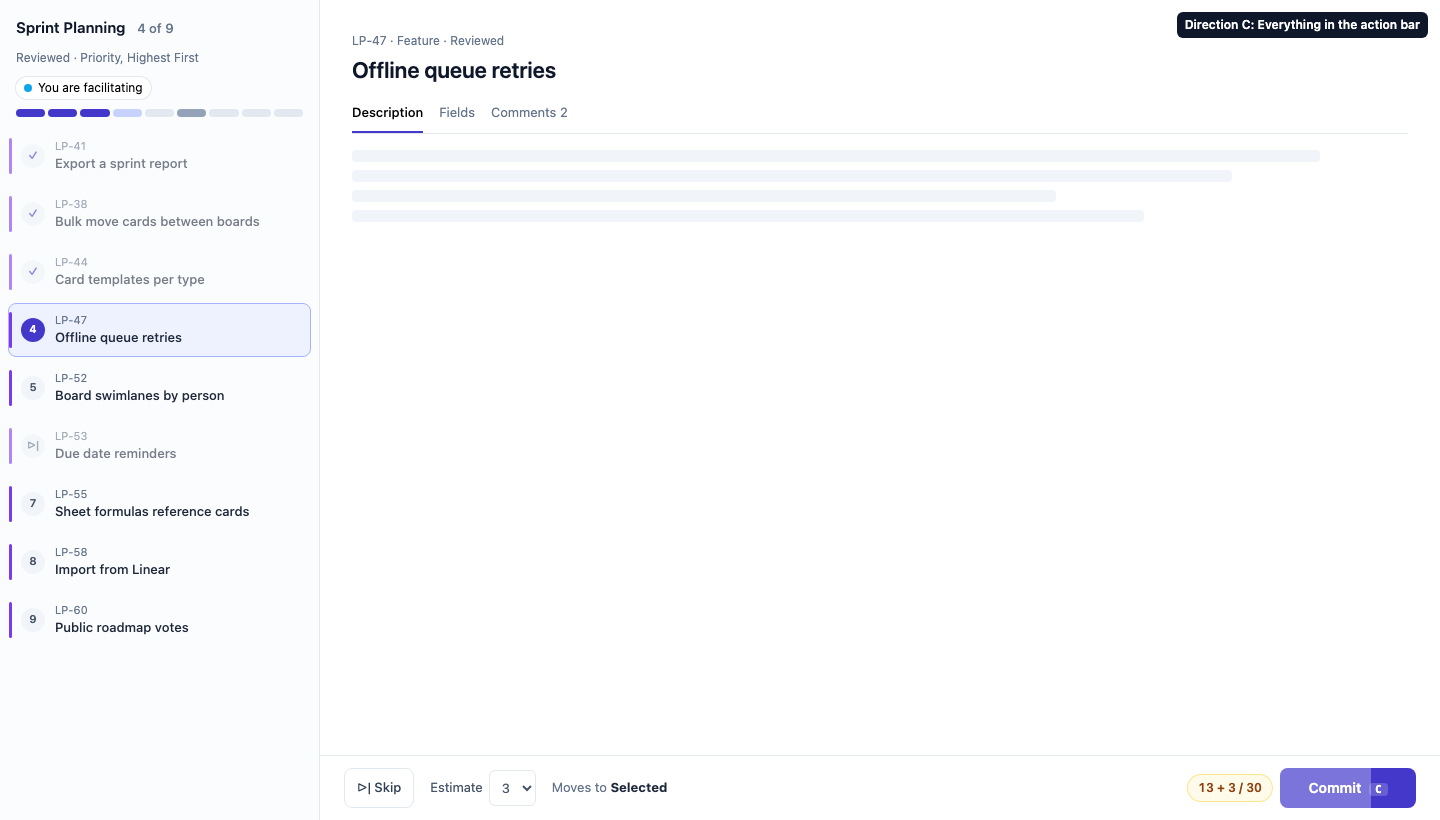 Sprint Planning 4 of 9
Reviewed · Priority, Highest First
You are facilitating
LP-41
Export a sprint report
LP-38
Bulk move cards between boards
LP-44
Card templates per type
4
LP-47
Offline queue retries
5
LP-52
Board swimlanes by person
LP-53
Due date reminders
7
LP-55
Sheet formulas reference cards
8
LP-58
Import from Linear
9
LP-60
Public roadmap votes
Direction C: Everything in the action bar
LP-47 · Feature · Reviewed
Offline queue retries
Description Fields Comments 2
Skip Estimate 3 Moves to Selected 13 + 3 / 30 Commit C